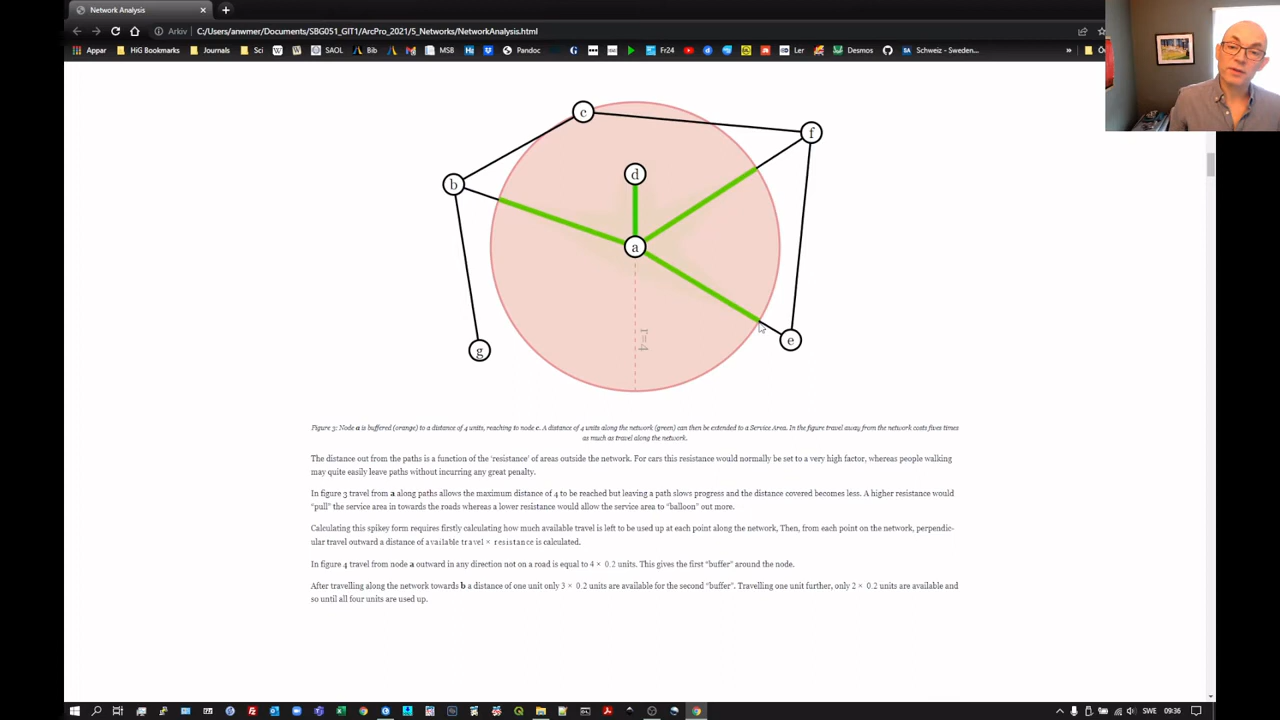 Network Analysis
Arkiv C:/Users/anwmer/Documents/SBG051_GIT1/ArcPro_2021/5_Networks/NetworkAnalysis.html
Appar HiG Bookmarks Journals Sci W SAOL MB MSB Pandoc G Fr24 Ler Desmos Schweiz - Sweden... »
c
f
d
b
a
r=4
e
g
Figure 3: Node a is buffered (orange) to a distance of 4 units, reaching to node c. A distance of 4 units along the network (green) can then be extended to a Service Area. In the figure travel away from the network costs fives times
as much as travel along the network.
The distance out from the paths is a function of the 'resistance' of areas outside the network. For cars this resistance would normally be set to a very high factor, whereas people walking
may quite easily leave paths without incurring any great penalty.
In figure 3 travel from a along paths allows the maximum distance of 4 to be reached but leaving a path slows progress and the distance covered becomes less. A higher resistance would
"pull" the service area in towards the roads whereas a lower resistance would allow the service area to "balloon" out more.
Calculating this spikey form requires firstly calculating how much available travel is left to be used up at each point along the network, Then, from each point on the network, perpendic-
ular travel outward a distance of available travel × resistance is calculated.
In figure 4 travel from node a outward in any direction not on a road is equal to 4 × 0.2 units. This gives the first "buffer" around the node.
After travelling along the network towards b a distance of one unit only 3 × 0.2 units are available for the second "buffer". Travelling one unit further, only 2 × 0.2 units are available and
so until all four units are used up.
SWE 09:36